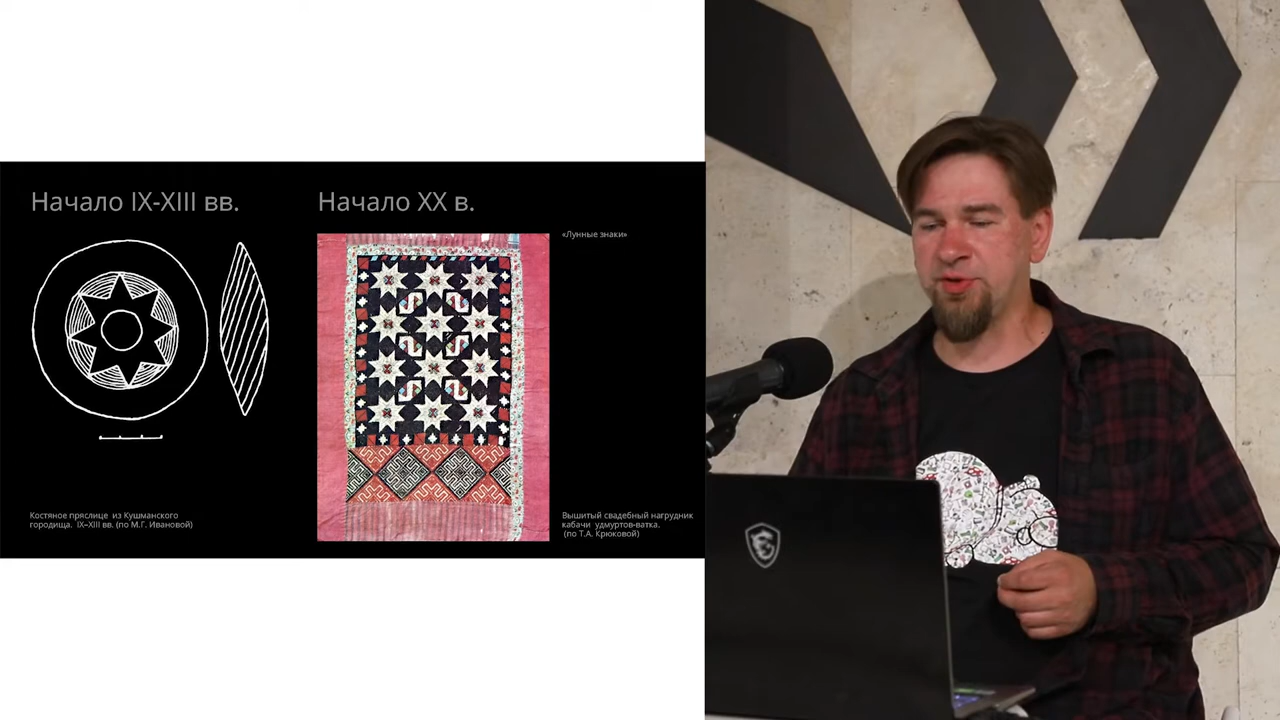 Начало IX-XIII вв.
Начало XX в.
«Лунные знаки»
Костяное пряслице из Кушманского
городища. IX–XIII вв. (по М.Г. Ивановой)
Вышитый свадебный нагрудник
кабачи удмуртов-ватка.
(по Т.А. Крюковой)